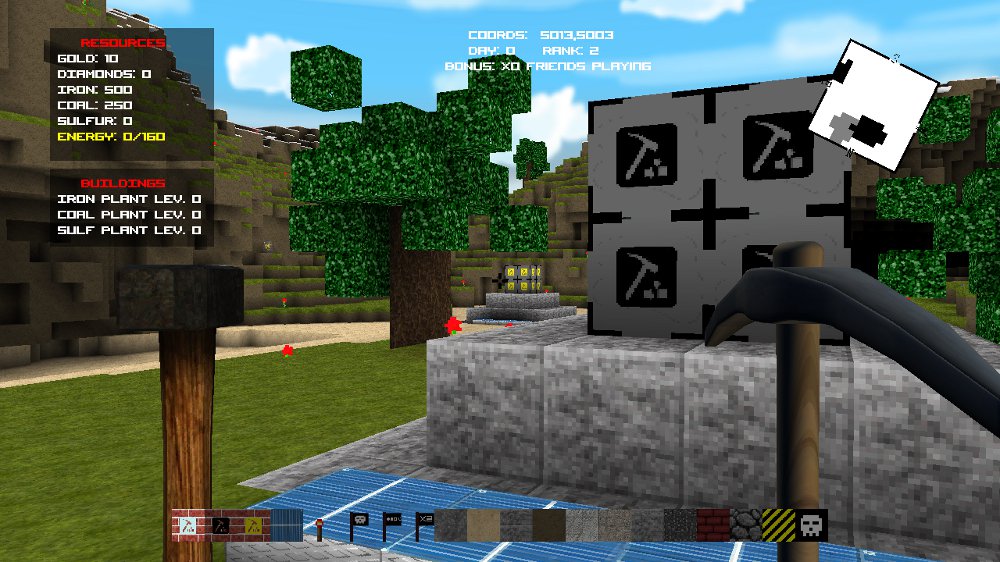 RESOURCES
GOLD: 10
DIAMONDS: 0
IRON: 500
COAL: 250
SULFUR: 0
ENERGY: 0/160
BUILDINGS
IRON PLANT LEV. 0
COAL PLANT LEV. 0
SULF PLANT LEV. 0
COORDS: 5013,5003
DAY: 0 RANK: 2
BONUS: X0 FRIENDS PLAYING
X2